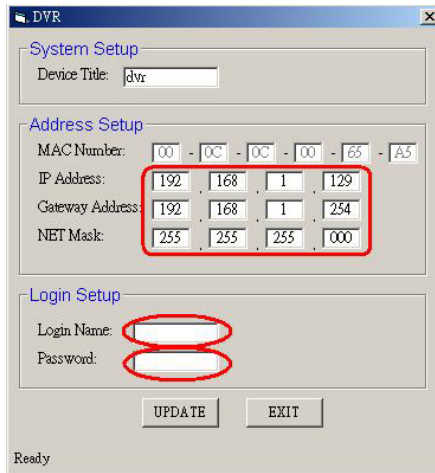 DVR
System Setup
Device Title: dvr
Address Setup
MAC Number: 00 - 0C - 0C - 00 - 65 - A5
IP Address: 192 . 168 . 1 . 129
Gateway Address: 192 . 168 . 1 . 254
NET Mask: 255 . 255 . 255 . 000
Login Setup
Login Name:
Password:
UPDATE EXIT
Ready